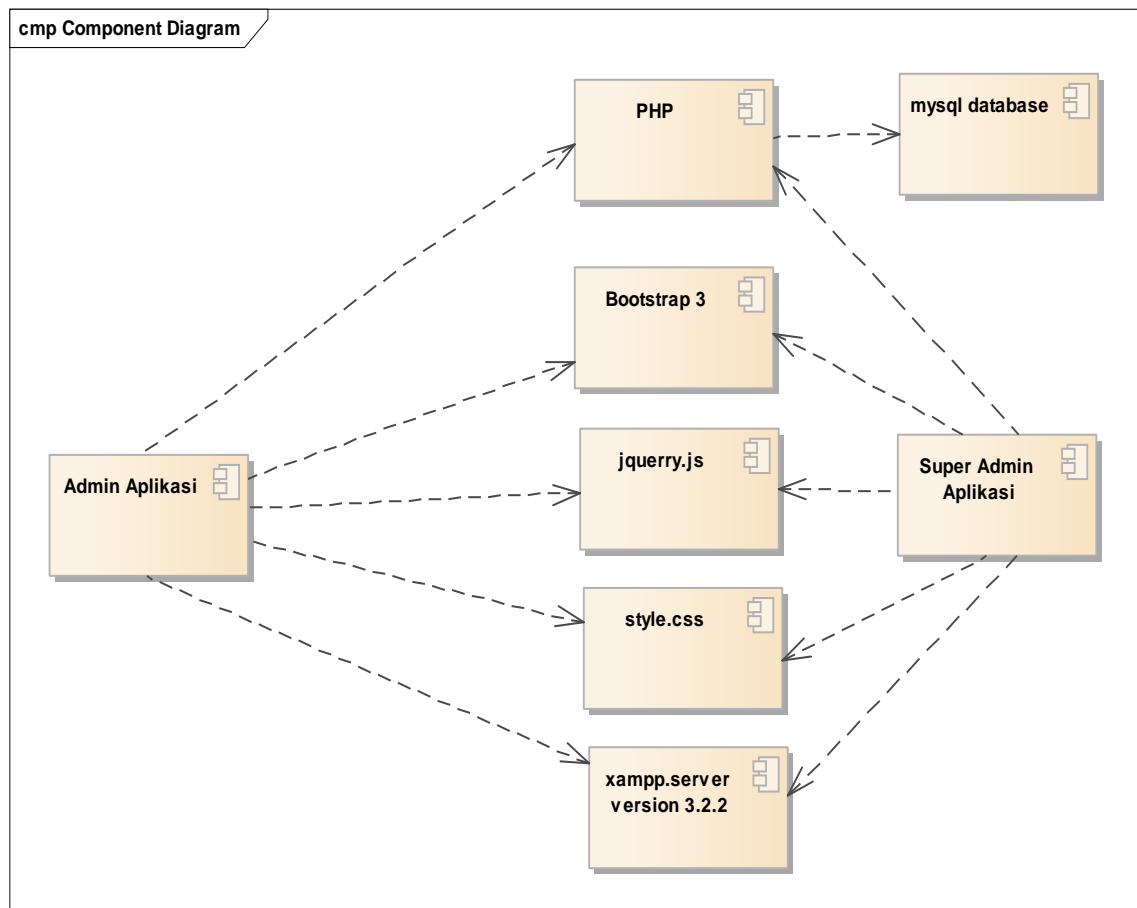 cmp Component Diagram
PHP
mysql database
Bootstrap 3
jquerry.js
Super Admin
Aplikasi
Admin Aplikasi
style.css
xampp.server
version 3.2.2